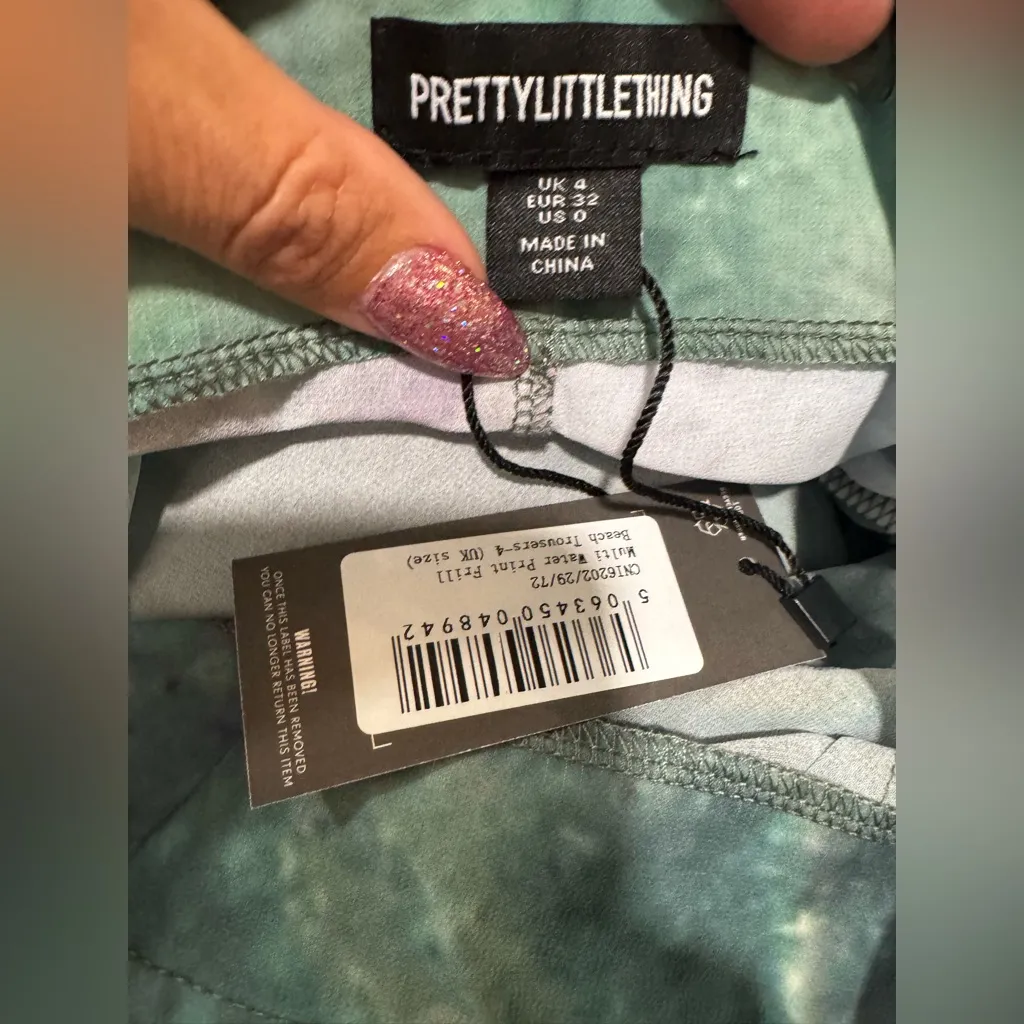 PRETTYLITTLETHING
UK 4
EUR 32
US 0
MADE IN
CHINA
5 063450 048942
CNI6202/29/72
Multi Water Print Frill
Beach Trousers-4 (UK size)
WARNING!
ONCE THIS LABEL HAS BEEN REMOVED
YOU CAN NO LONGER RETURN THIS ITEM